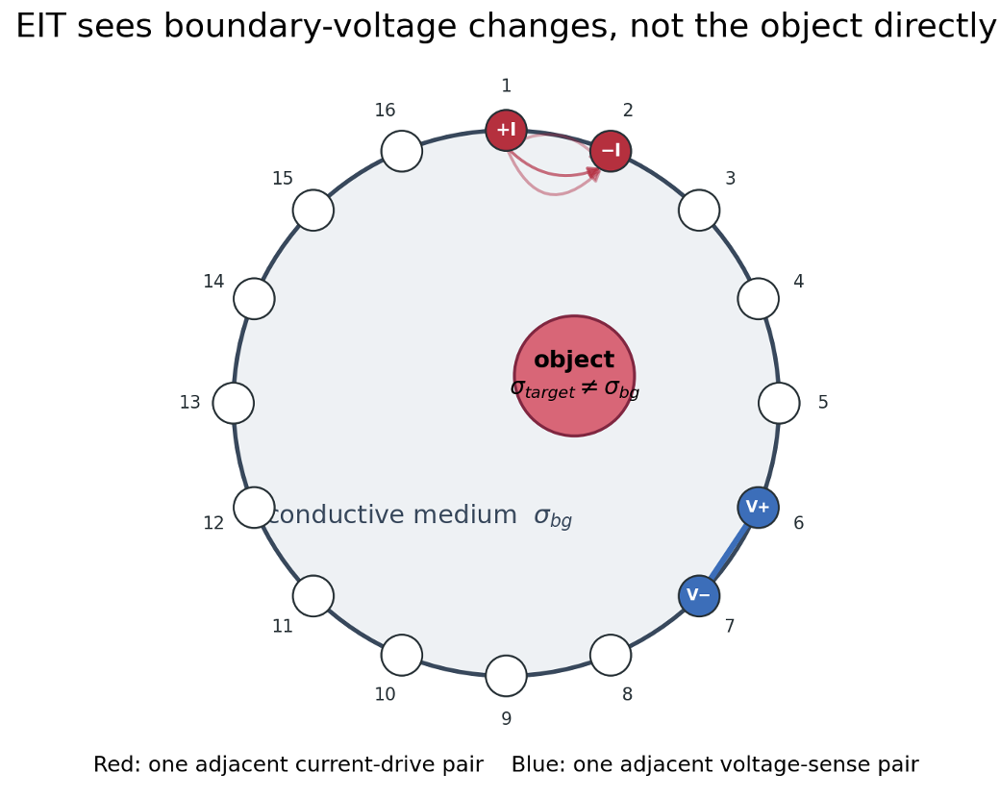 EIT sees boundary-voltage changes, not the object directly
1
16
+I
2
−I
15
3
14
4
object
σtarget ≠ σbg
13
5
conductive medium σbg
12
V+
6
V−
11
7
10
8
9
Red: one adjacent current-drive pair
Blue: one adjacent voltage-sense pair